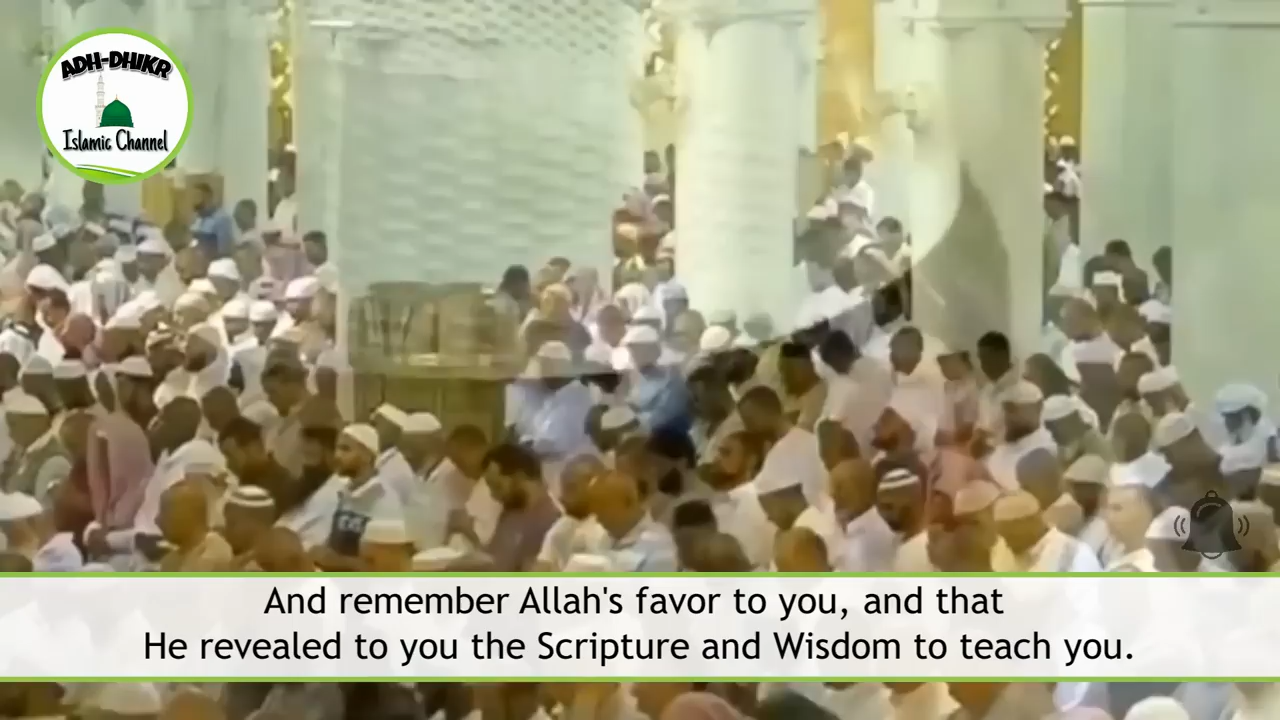 ADH-DHIKR
Islamic Channel
And remember Allah's favor to you, and that
He revealed to you the Scripture and Wisdom to teach you.